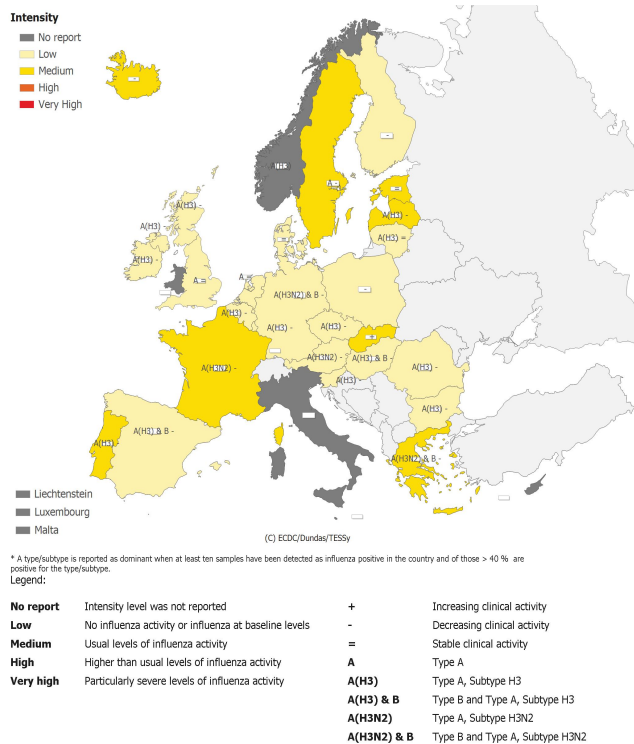 Intensity
No report
Low
Medium
High
Very High
-
A(H3)
-
A -
=
A(H3) -
A(H3) =
A(H3) -
A(H3) -
A(H3) -
=
A =
A =
A(H3) -
A(H3N2) & B -
-
A(H3) -
A(H3) -
A(H3N2) -
A(H3) & B -
A(H3) -
A(H3) -
A(H3N2) -
A(H3) -
A(H3) -
A(H3) & B -
A(H3N2) & B -
Liechtenstein
Luxembourg
Malta
(C) ECDC/Dundas/TESSy
* A type/subtype is reported as dominant when at least ten samples have been detected as influenza positive in the country and of those > 40 % are
positive for the type/subtype.
Legend:
No report Intensity level was not reported + Increasing clinical activity
Low No influenza activity or influenza at baseline levels - Decreasing clinical activity
Medium Usual levels of influenza activity = Stable clinical activity
High Higher than usual levels of influenza activity A Type A
Very high Particularly severe levels of influenza activity A(H3) Type A, Subtype H3
A(H3) & B Type B and Type A, Subtype H3
A(H3N2) Type A, Subtype H3N2
A(H3N2) & B Type B and Type A, Subtype H3N2